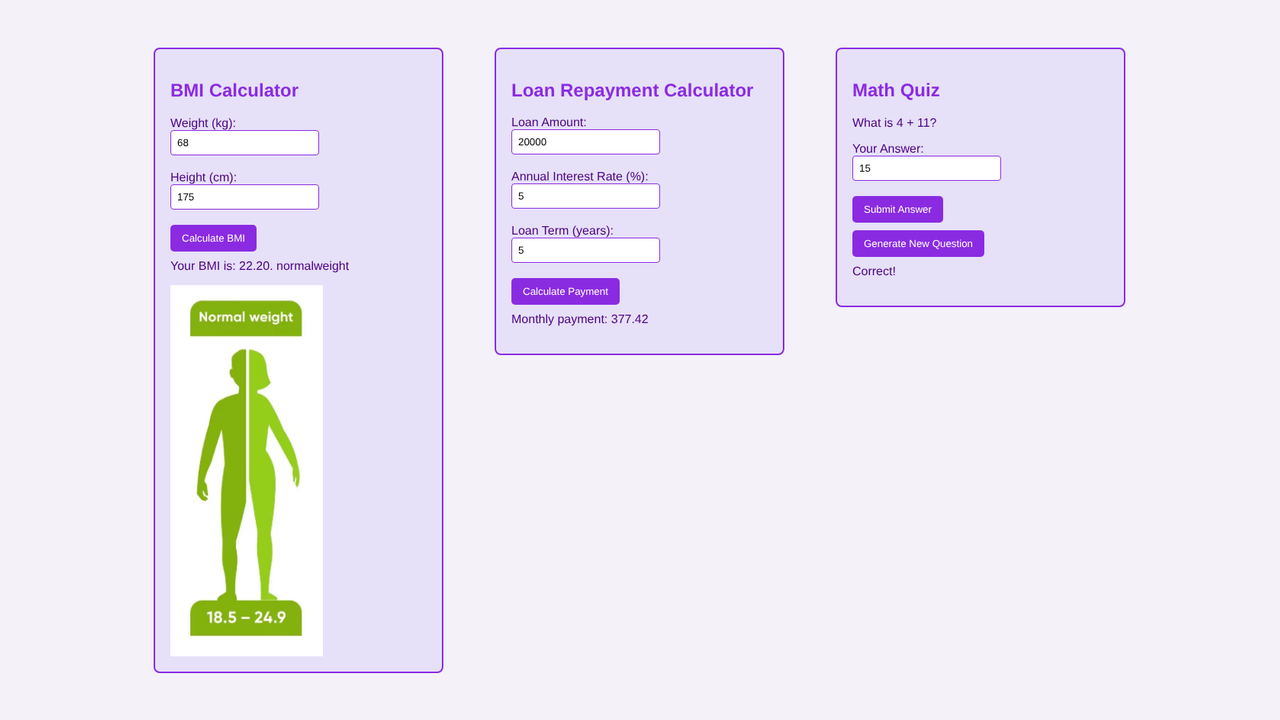 BMI Calculator
Weight (kg):
68
Height (cm):
175
Calculate BMI
Your BMI is: 22.20. normalweight
Normal weight
18.5 – 24.9
Loan Repayment Calculator
Loan Amount:
20000
Annual Interest Rate (%):
5
Loan Term (years):
5
Calculate Payment
Monthly payment: 377.42
Math Quiz
What is 4 + 11?
Your Answer:
15
Submit Answer
Generate New Question
Correct!